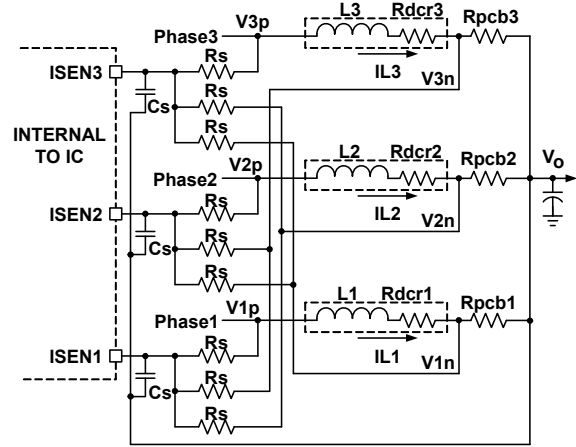 V3p
L3
Rdcr3
Rpcb3
Phase3
ISEN3
Rs
IL3
V3n
Cs
Rs
Rs
INTERNAL
TO IC
V2p
L2
Rdcr2
Rpcb2
Vo
Phase2
ISEN2
Rs
IL2
V2n
Cs
Rs
Rs
V1p
L1
Rdcr1
Rpcb1
Phase1
ISEN1
Rs
IL1
V1n
Cs
Rs
Rs